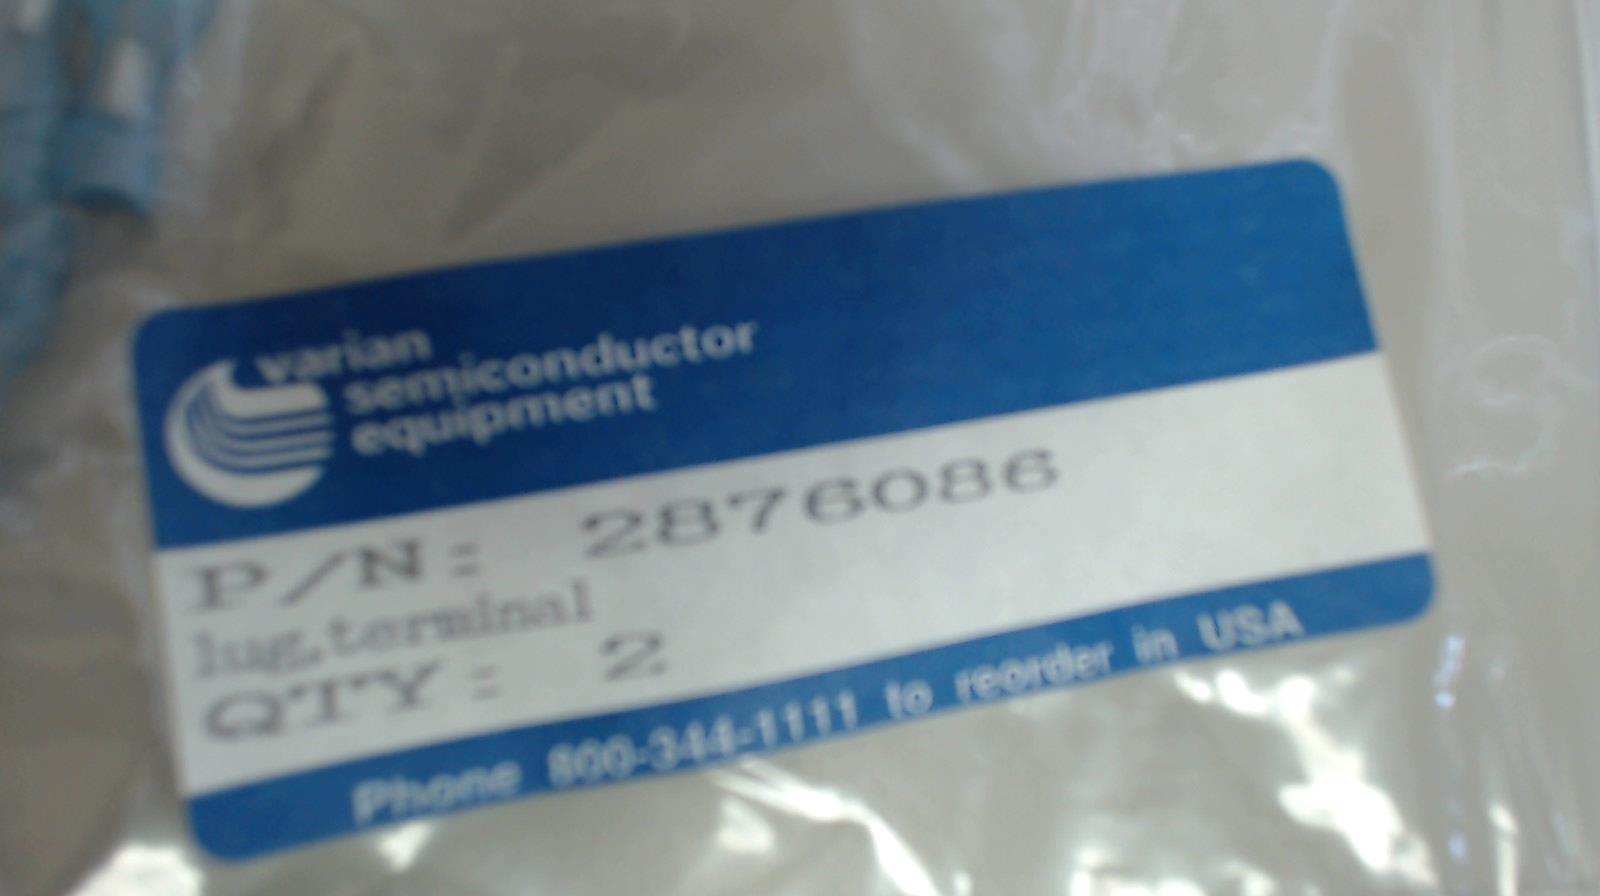 varian
semiconductor
equipment
P/N: 2876086
lug,terminal
QTY: 2
Phone 800-344-1111 to reorder in USA